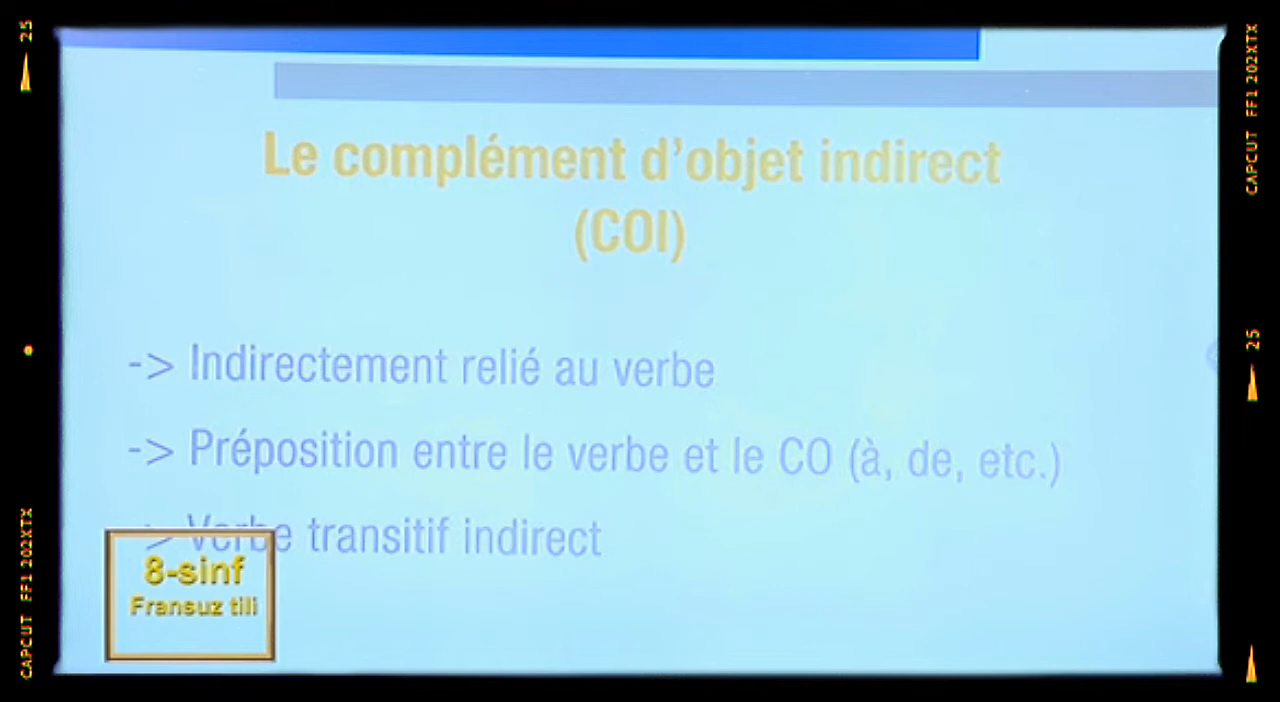 25
CAPCUT FF1 202XTX
Le complément d'objet indirect
(COI)
-> Indirectement relié au verbe
-> Préposition entre le verbe et le CO (à, de, etc.)
-> Verbe transitif indirect
8-sinf
Fransuz tili
25
CAPCUT FF1 202XTX